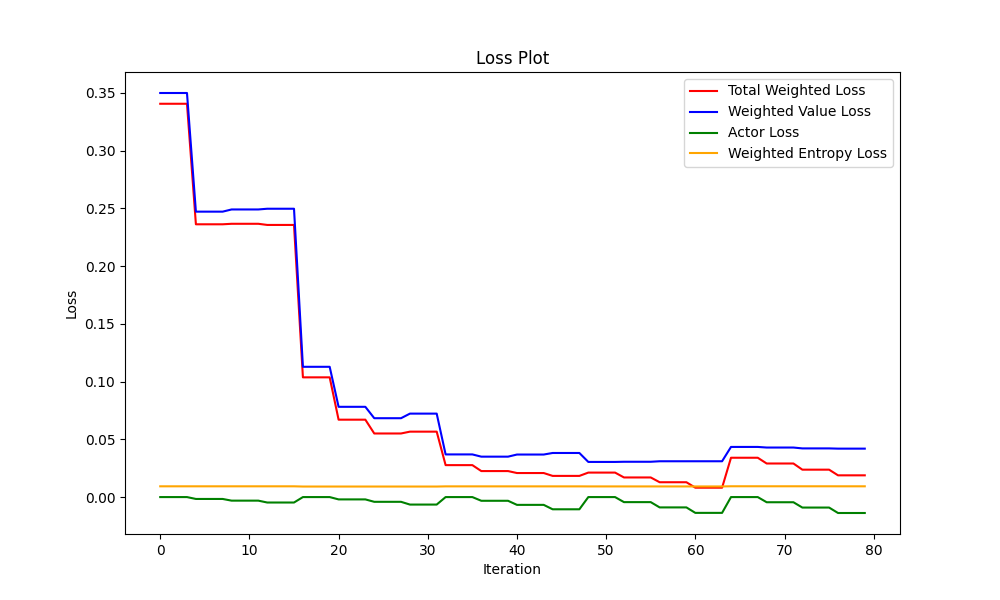 Loss Plot
Total Weighted Loss
Weighted Value Loss
Actor Loss
Weighted Entropy Loss
0.35
0.30
0.25
0.20
0.15
0.10
0.05
0.00
Loss
0 10 20 30 40 50 60 70 80
Iteration